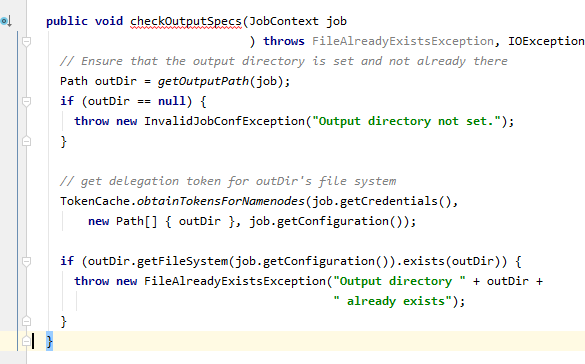 public void checkOutputSpecs(JobContext job
) throws FileAlreadyExistsException, IOException
// Ensure that the output directory is set and not already there
Path outDir = getOutputPath(job);
if (outDir == null) {
throw new InvalidJobConfException("Output directory not set.");
}
// get delegation token for outDir's file system
TokenCache.obtainTokensForNamenodes(job.getCredentials(),
new Path[] { outDir }, job.getConfiguration());
if (outDir.getFileSystem(job.getConfiguration()).exists(outDir)) {
throw new FileAlreadyExistsException("Output directory " + outDir +
" already exists");
}
}